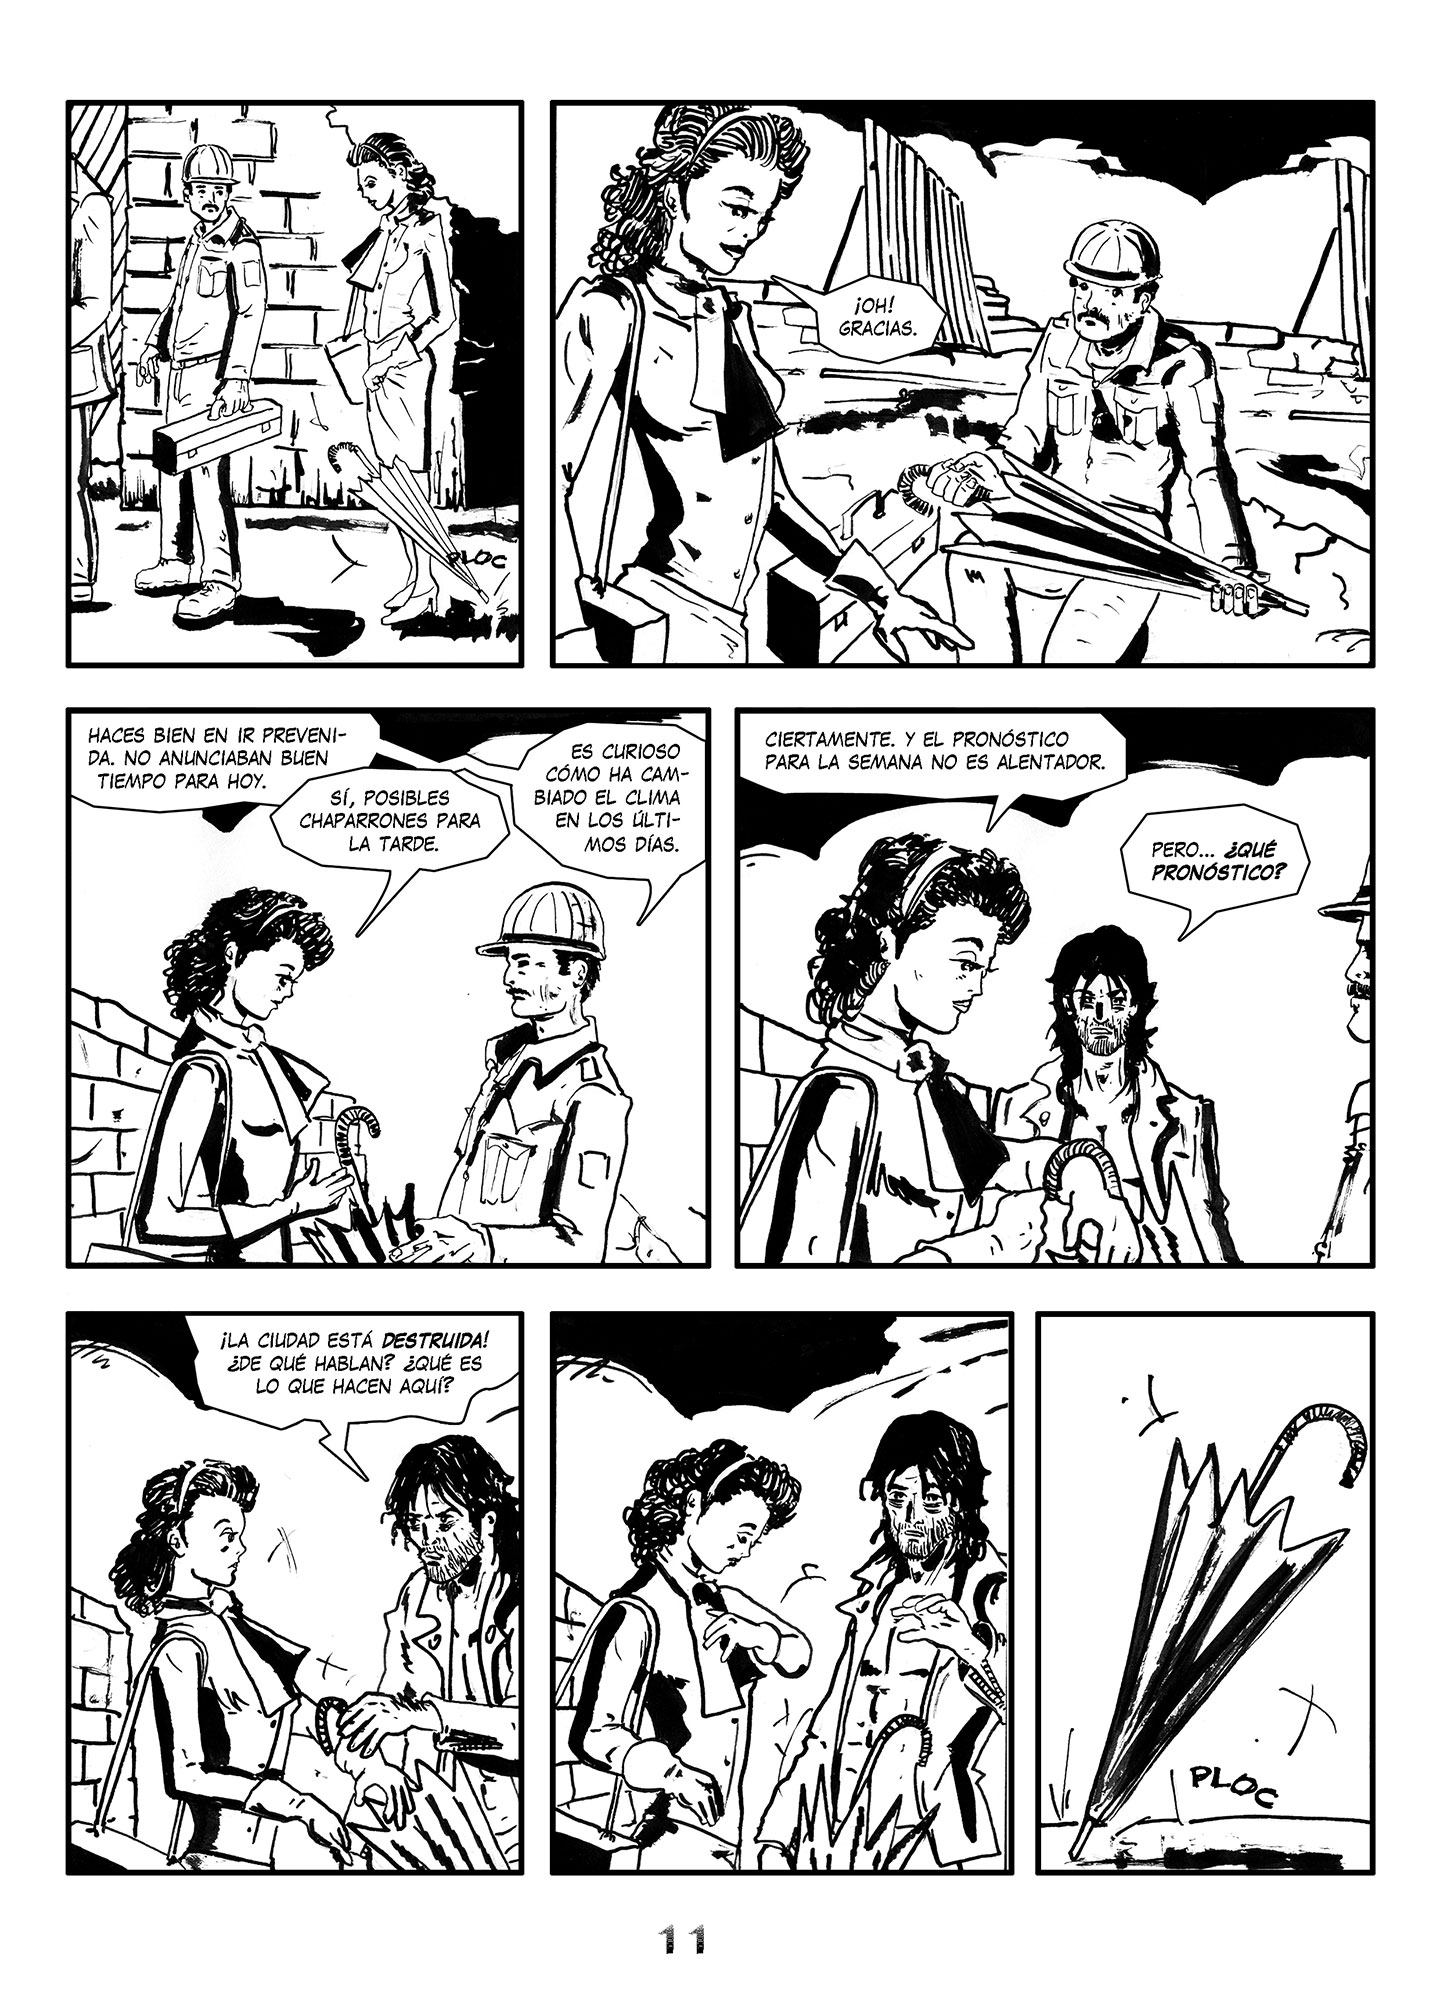 PLOC
¡OH!
GRACIAS.
HACES BIEN EN IR PREVENI-
DA. NO ANUNCIABAN BUEN
TIEMPO PARA HOY.
SÍ, POSIBLES
CHAPARRONES PARA
LA TARDE.
ES CURIOSO
CÓMO HA CAM-
BIADO EL CLIMA
EN LOS ÚLTI-
MOS DÍAS.
CIERTAMENTE. Y EL PRONÓSTICO
PARA LA SEMANA NO ES ALENTADOR.
PERO... ¿QUÉ
PRONÓSTICO?
¡LA CIUDAD ESTÁ DESTRUIDA!
¿DE QUÉ HABLAN? ¿QUÉ ES
LO QUE HACEN AQUÍ?
PLOC
11